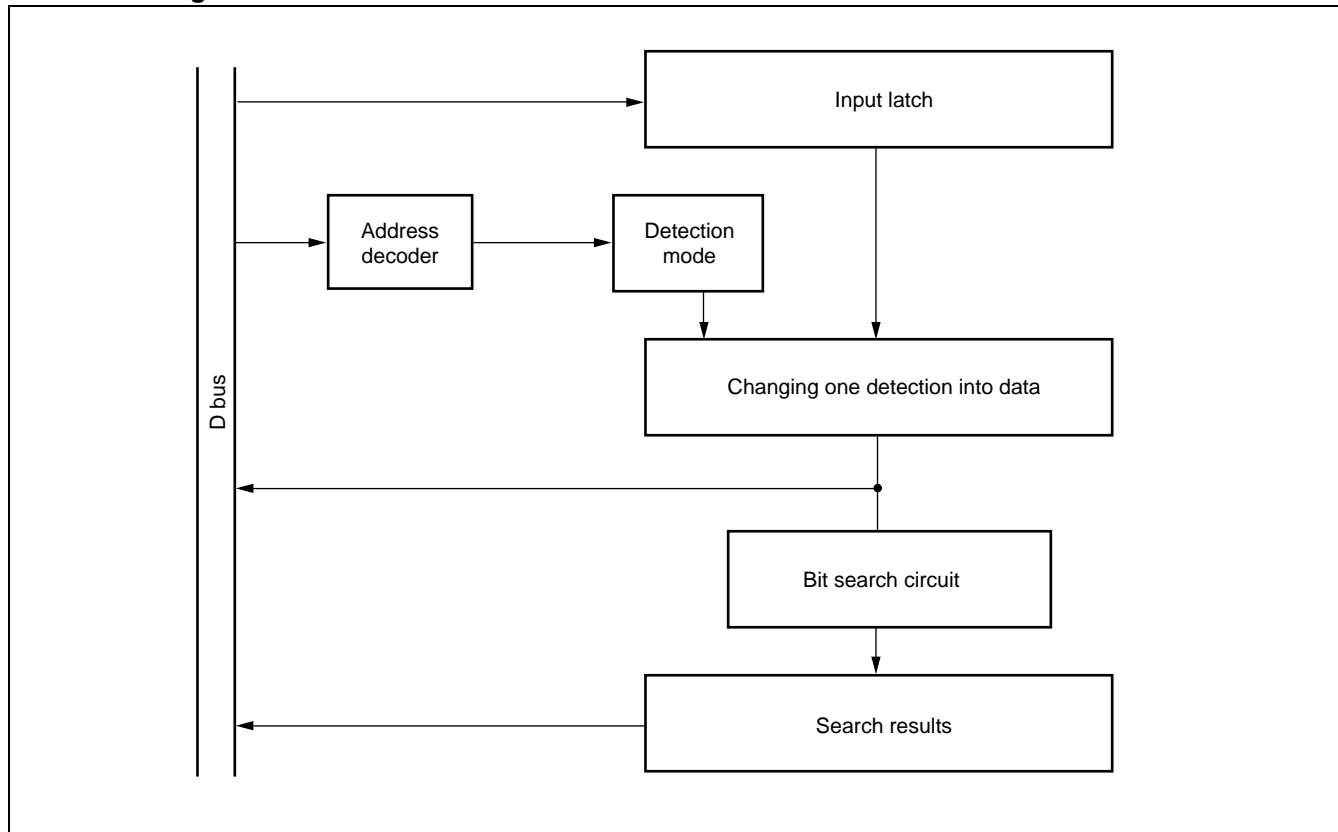 Input latch
Address
decoder
Detection
mode
Changing one detection into data
D bus
Bit search circuit
Search results